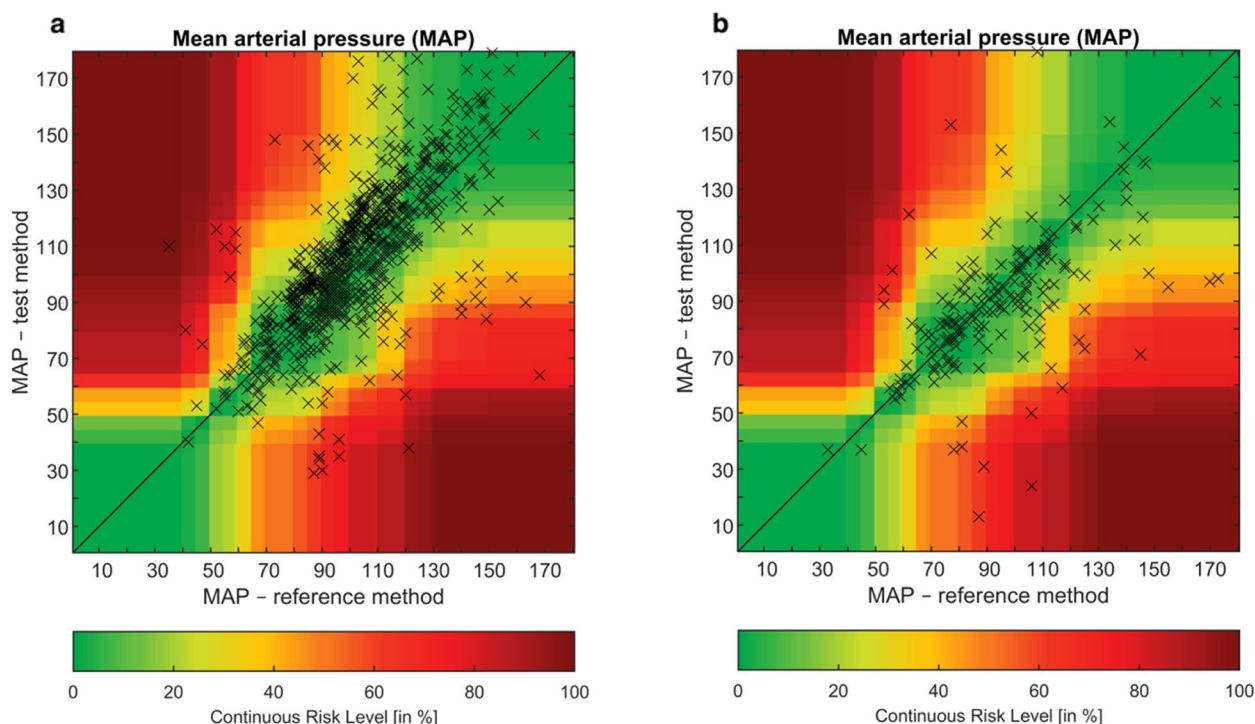 a
Mean arterial pressure (MAP)
170
150
130
110
90
70
50
30
10
MAP – test method
10 30 50 70 90 110 130 150 170
MAP – reference method
0 20 40 60 80 100
Continuous Risk Level [in %]
b
Mean arterial pressure (MAP)
170
150
130
110
90
70
50
30
10
MAP – test method
10 30 50 70 90 110 130 150 170
MAP – reference method
0 20 40 60 80 100
Continuous Risk Level [in %]